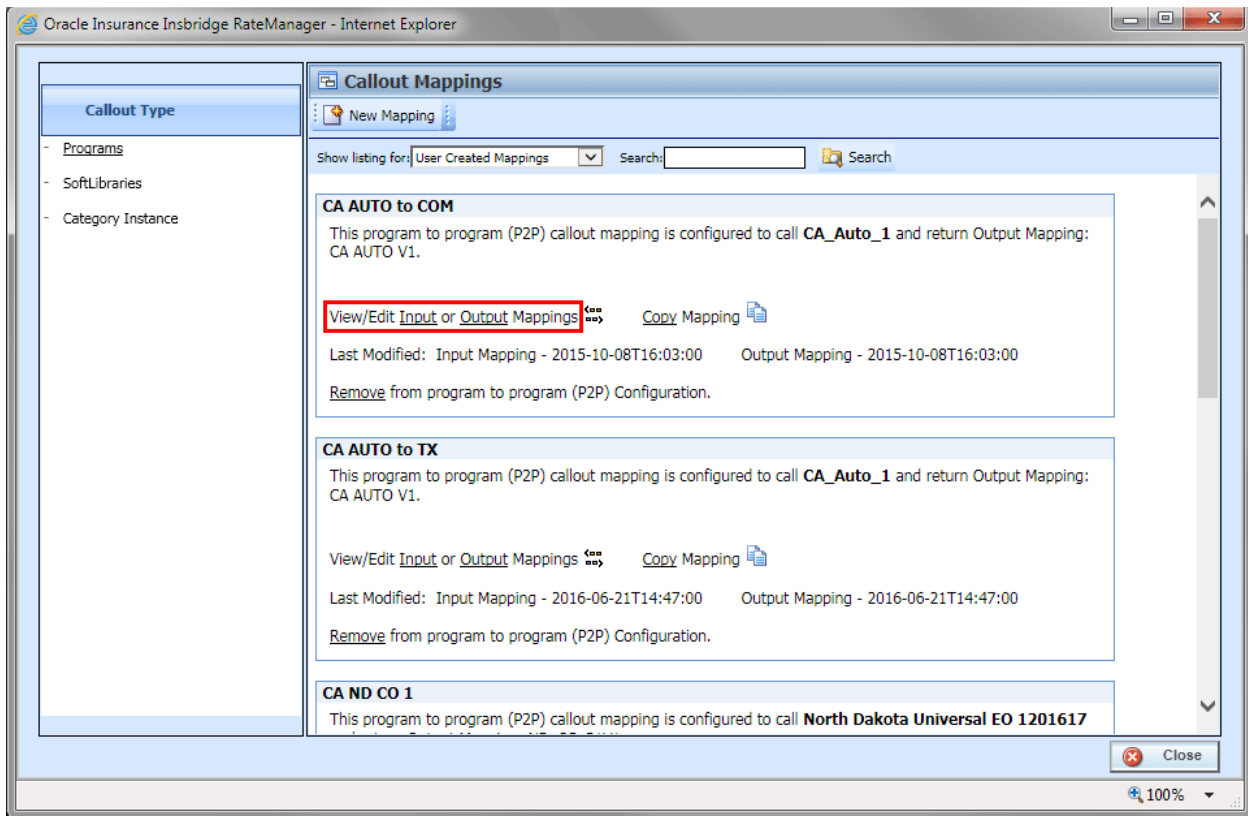 Oracle Insurance Insbridge RateManager - Internet Explorer
Callout Type
- Programs
- SoftLibraries
- Category Instance
Callout Mappings
New Mapping
Show listing for: User Created Mappings Search: Search
CA AUTO to COM
This program to program (P2P) callout mapping is configured to call CA_Auto_1 and return Output Mapping:
CA AUTO V1.
View/Edit Input or Output Mappings Copy Mapping
Last Modified: Input Mapping - 2015-10-08T16:03:00 Output Mapping - 2015-10-08T16:03:00
Remove from program to program (P2P) Configuration.
CA AUTO to TX
This program to program (P2P) callout mapping is configured to call CA_Auto_1 and return Output Mapping:
CA AUTO V1.
View/Edit Input or Output Mappings Copy Mapping
Last Modified: Input Mapping - 2016-06-21T14:47:00 Output Mapping - 2016-06-21T14:47:00
Remove from program to program (P2P) Configuration.
CA ND CO 1
This program to program (P2P) callout mapping is configured to call North Dakota Universal EO 1201617
Close
100%